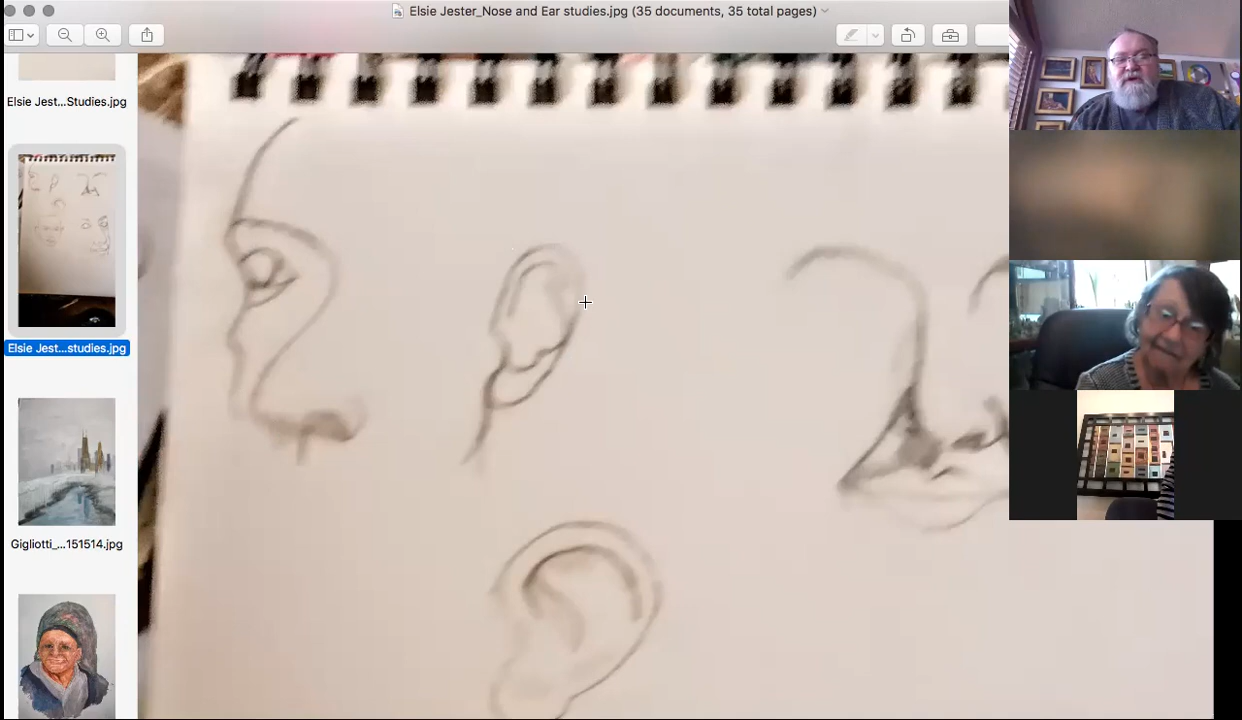 Elsie Jester_Nose and Ear studies.jpg (35 documents, 35 total pages)
Elsie Jest...Studies.jpg
Elsie Jest...studies.jpg
Gigliotti_...151514.jpg